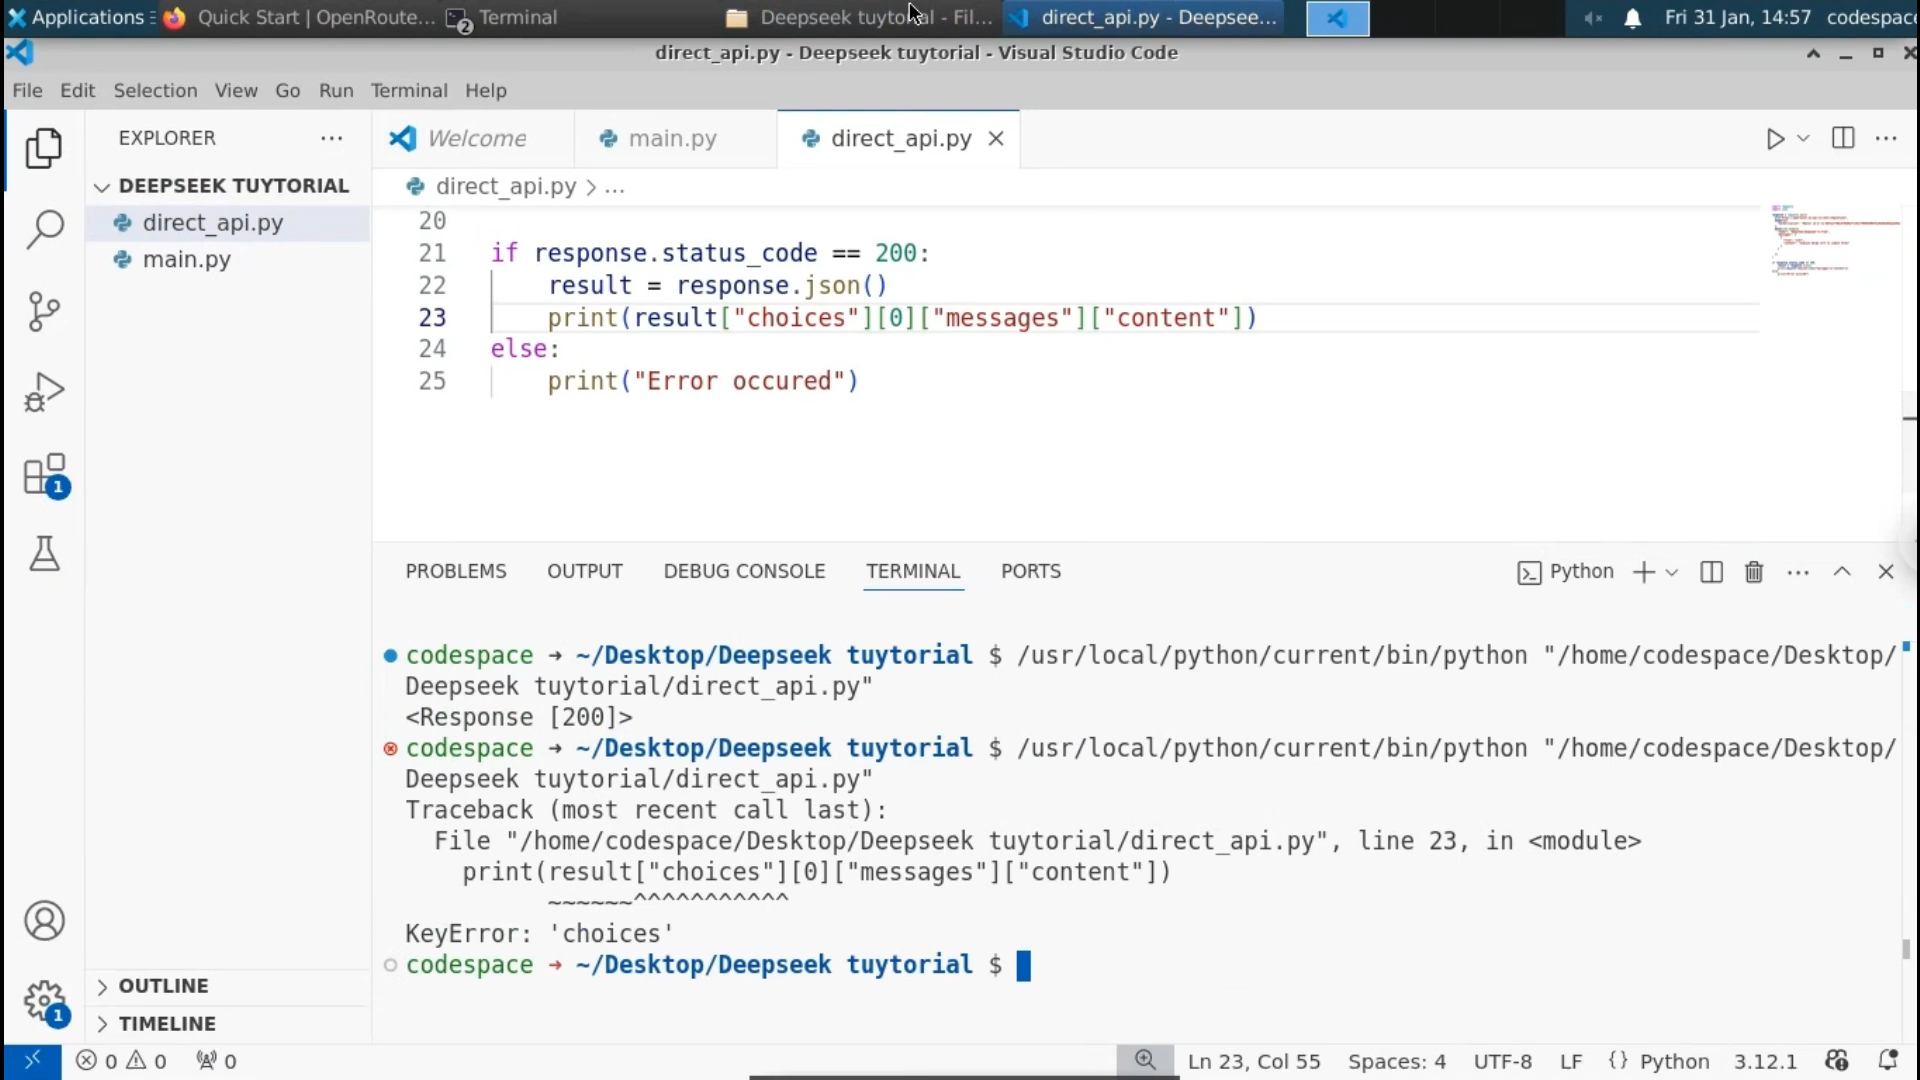 Applications
Quick Start | OpenRoute...
2
Terminal
Deepseek tuytorial - Fil...
direct_api.py - Deepsee...
Fri 31 Jan, 14:57
codespace
direct_api.py - Deepseek tuytorial - Visual Studio Code
File Edit Selection View Go Run Terminal Help
EXPLORER
Welcome
main.py
direct_api.py
DEEPSEEK TUYTORIAL
direct_api.py
main.py
direct_api.py > ...
20
21 if response.status_code == 200:
22 result = response.json()
23 print(result["choices"][0]["messages"]["content"])
24 else:
25 print("Error occured")
1
PROBLEMS OUTPUT DEBUG CONSOLE TERMINAL PORTS
Python
codespace → ~/Desktop/Deepseek tuytorial $ /usr/local/python/current/bin/python "/home/codespace/Desktop/
Deepseek tuytorial/direct_api.py"
<Response [200]>
codespace → ~/Desktop/Deepseek tuytorial $ /usr/local/python/current/bin/python "/home/codespace/Desktop/
Deepseek tuytorial/direct_api.py"
Traceback (most recent call last):
File "/home/codespace/Desktop/Deepseek tuytorial/direct_api.py", line 23, in <module>
print(result["choices"][0]["messages"]["content"])
~~~~~~^^^^^^^^^^^
KeyError: 'choices'
codespace → ~/Desktop/Deepseek tuytorial $
OUTLINE
1
TIMELINE
0 0 0
Ln 23, Col 55 Spaces: 4 UTF-8 LF {} Python 3.12.1